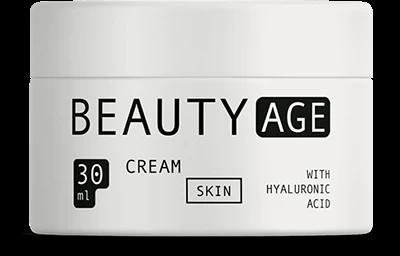 BEAUTY AGE
30 ml
CREAM
SKIN
WITH
HYALURONIC
ACID